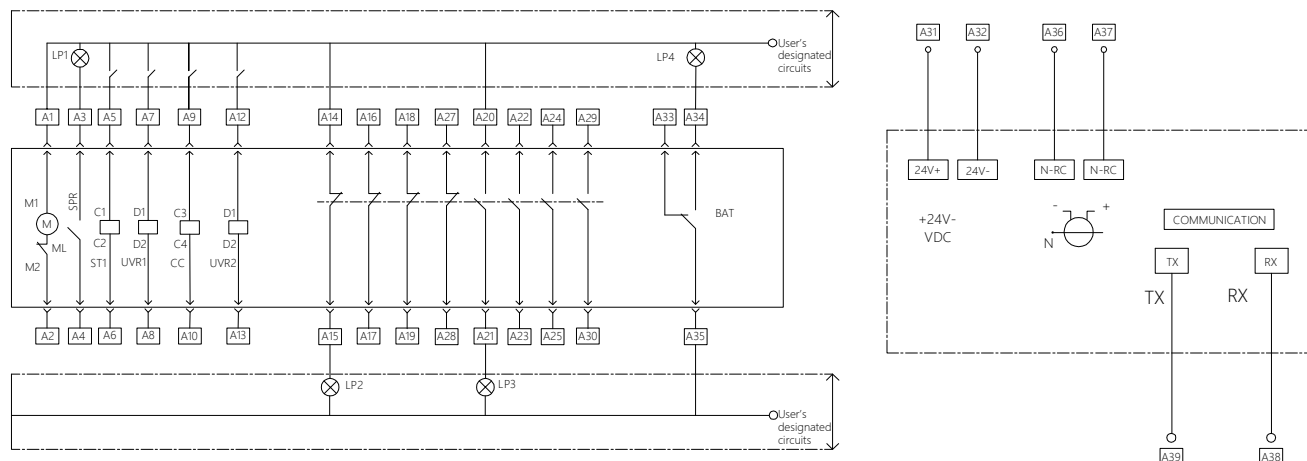 LP1
LP4
User's
designated
circuits
A1 A3 A5 A7 A9 A12 A14 A16 A18 A27 A20 A22 A24 A29 A33 A34
M1
M
M2
ML
SPR
C1
C2
ST1
D1
D2
UVR1
C3
C4
CC
D1
D2
UVR2
BAT
A2 A4 A6 A8 A10 A13 A15 A17 A19 A28 A21 A23 A25 A30 A35
LP2
LP3
User's
designated
circuits
A31 A32 A36 A37
24V+ 24V- N-RC N-RC
+24V-
VDC
- +
N
COMMUNICATION
TX RX
TX RX
A39 A38